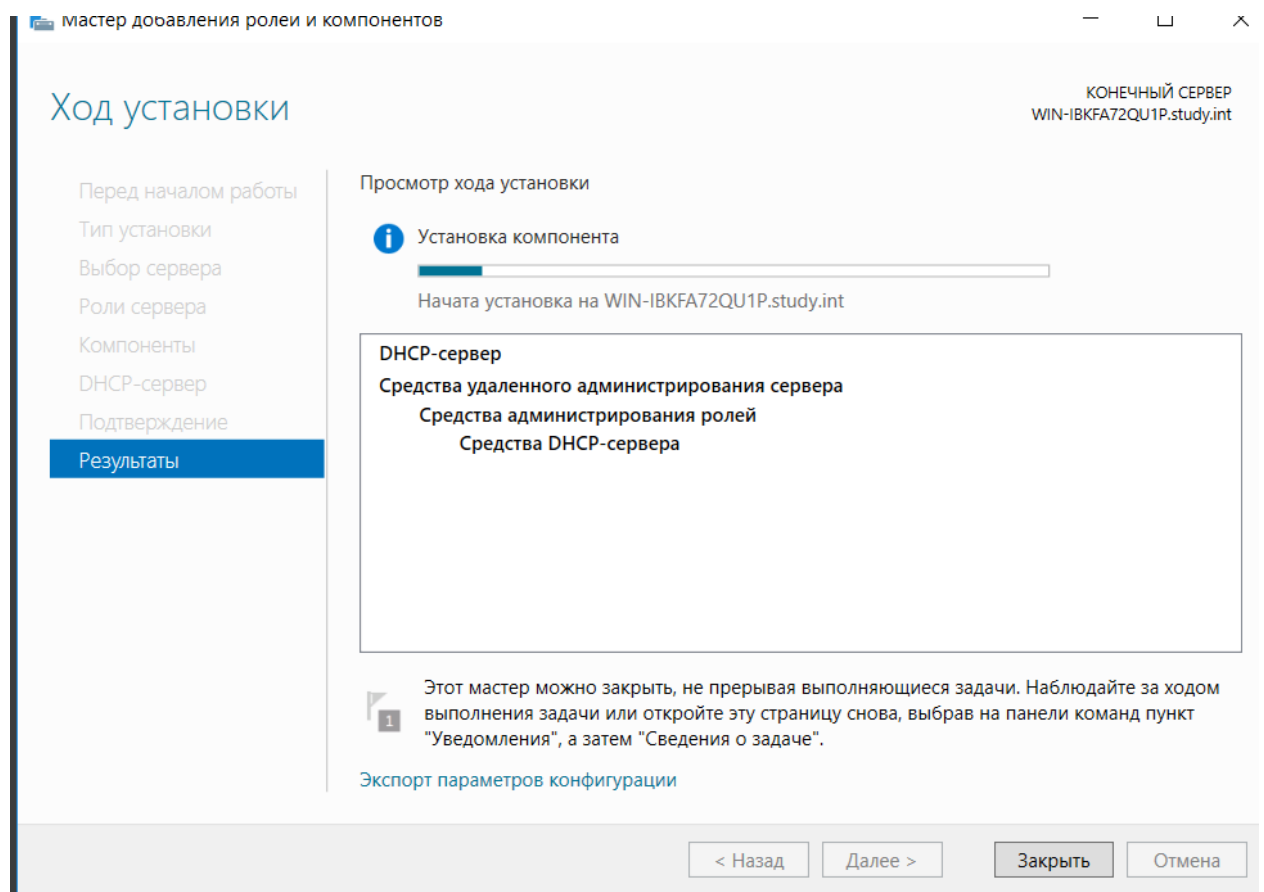 Мастер добавления ролей и компонентов
Ход установки
КОНЕЧНЫЙ СЕРВЕР
WIN-IBKFA72QU1P.study.int
Перед началом работы
Тип установки
Выбор сервера
Роли сервера
Компоненты
DHCP-сервер
Подтверждение
Результаты
Просмотр хода установки
Установка компонента
Начата установка на WIN-IBKFA72QU1P.study.int
DHCP-сервер
Средства удаленного администрирования сервера
Средства администрирования ролей
Средства DHCP-сервера
1
Этот мастер можно закрыть, не прерывая выполняющиеся задачи. Наблюдайте за ходом
выполнения задачи или откройте эту страницу снова, выбрав на панели команд пункт
"Уведомления", а затем "Сведения о задаче".
Экспорт параметров конфигурации
< Назад
Далее >
Закрыть
Отмена